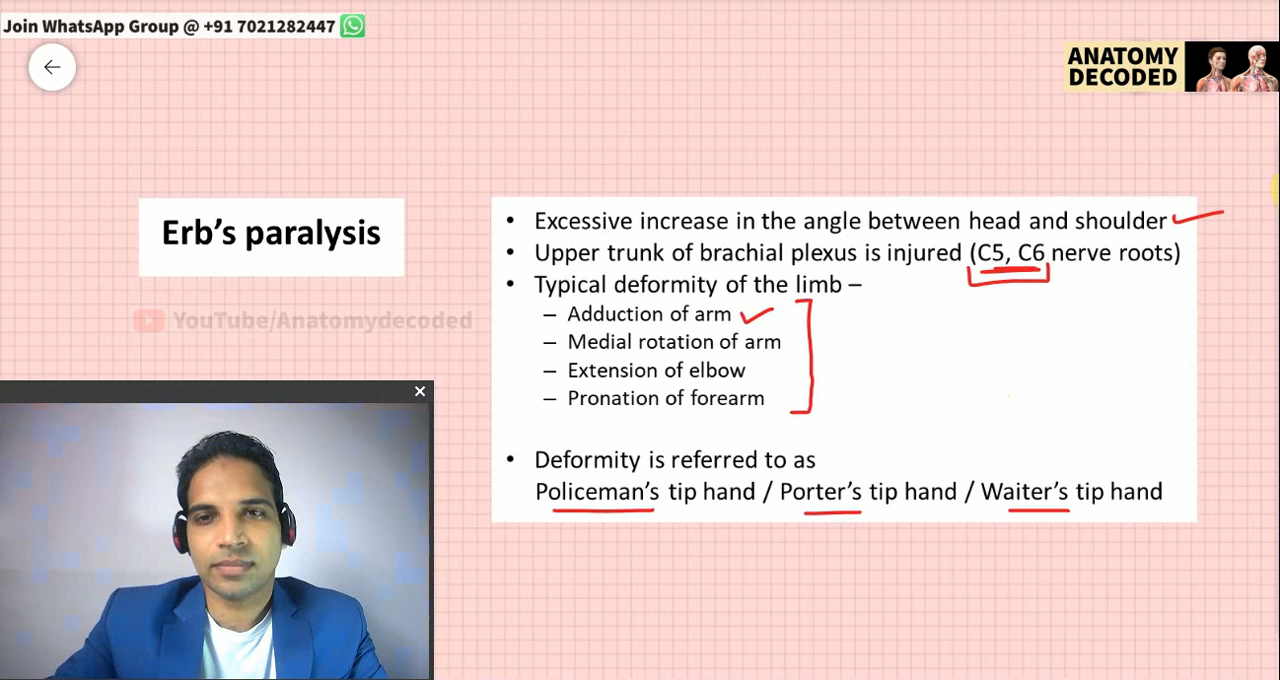 Join WhatsApp Group @ +91 7021282447
ANATOMY
DECODED
Erb's paralysis
YouTube/Anatomydecoded
• Excessive increase in the angle between head and shoulder
• Upper trunk of brachial plexus is injured (C5, C6 nerve roots)
• Typical deformity of the limb –
– Adduction of arm
– Medial rotation of arm
– Extension of elbow
– Pronation of forearm
• Deformity is referred to as
Policeman's tip hand / Porter's tip hand / Waiter's tip hand